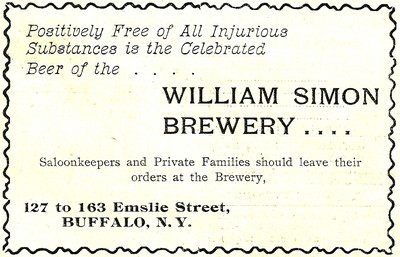 Positively Free of All Injurious
Substances is the Celebrated
Beer of the . . . .
WILLIAM SIMON
BREWERY ....
Saloonkeepers and Private Families should leave their
orders at the Brewery,
127 to 163 Emslie Street,
BUFFALO, N. Y.